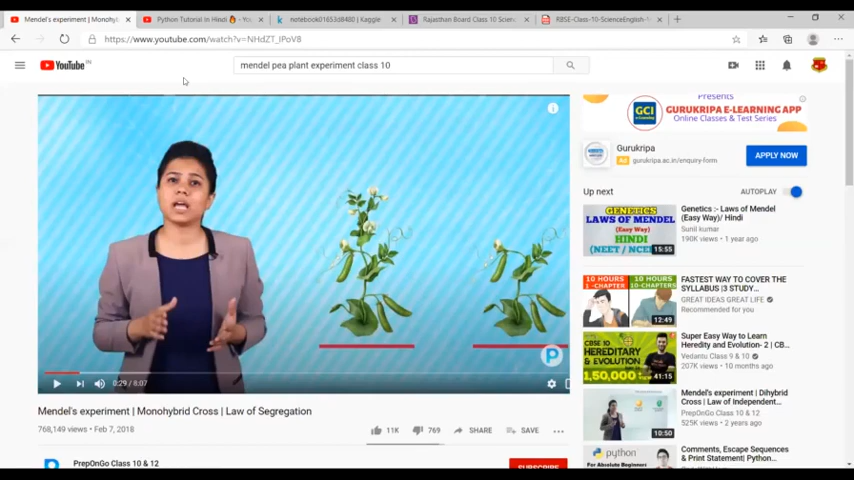 Mendel's experiment | Monohyb
Python Tutorial In Hindi 🔥 - You
notebook01653d8480 | Kaggle
Rajasthan Board Class 10 Scienc
RBSE-Class-10-ScienceEnglish-
https://www.youtube.com/watch?v=NHdZT_IPoV8
YouTube IN
mendel pea plant experiment class 10
Presents
GCI
GURUKRIPA E-LEARNING APP
Online Classes & Test Series
Gurukripa
Ad gurukripa.ac.in/enquiry-form
APPLY NOW
Up next
AUTOPLAY
GENETICS
LAWS OF MENDEL
(Easy Way)
HINDI
(NEET / NCE
15:55
Genetics :- Laws of Mendel
(Easy Way)/ Hindi
Sunil kumar
190K views • 1 year ago
10 HOURS
1 -CHAPTER
10 HOURS
10-CHAPTERS
12:49
FASTEST WAY TO COVER THE
SYLLABUS |3 STUDY...
GREAT IDEAS GREAT LIFE
Recommended for you
CBSE 10
HEREDITY &
EVOLUTION
1,50,000
41:15
Super Easy Way to Learn
Heredity and Evolution- 2 | CB...
Vedantu Class 9 & 10
207K views • 10 months ago
10:50
Mendel's experiment | Dihybrid
Cross | Law of Independent...
PrepOnGo Class 10 & 12
525K views • 2 years ago
python
For Absolute Beginners
Comments, Escape Sequences
& Print Statement| Python...
P
0:29 / 8:07
Mendel's experiment | Monohybrid Cross | Law of Segregation
768,149 views • Feb 7, 2018
11K
769
SHARE
SAVE
PrepOnGo Class 10 & 12
SUBSCRIBE